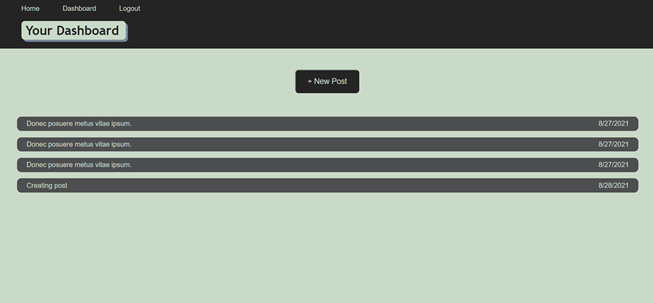 Home Dashboard Logout
Your Dashboard
+ New Post
Donec posuere metus vitae ipsum. 8/27/2021
Donec posuere metus vitae ipsum. 8/27/2021
Donec posuere metus vitae ipsum. 8/27/2021
Creating post 8/28/2021